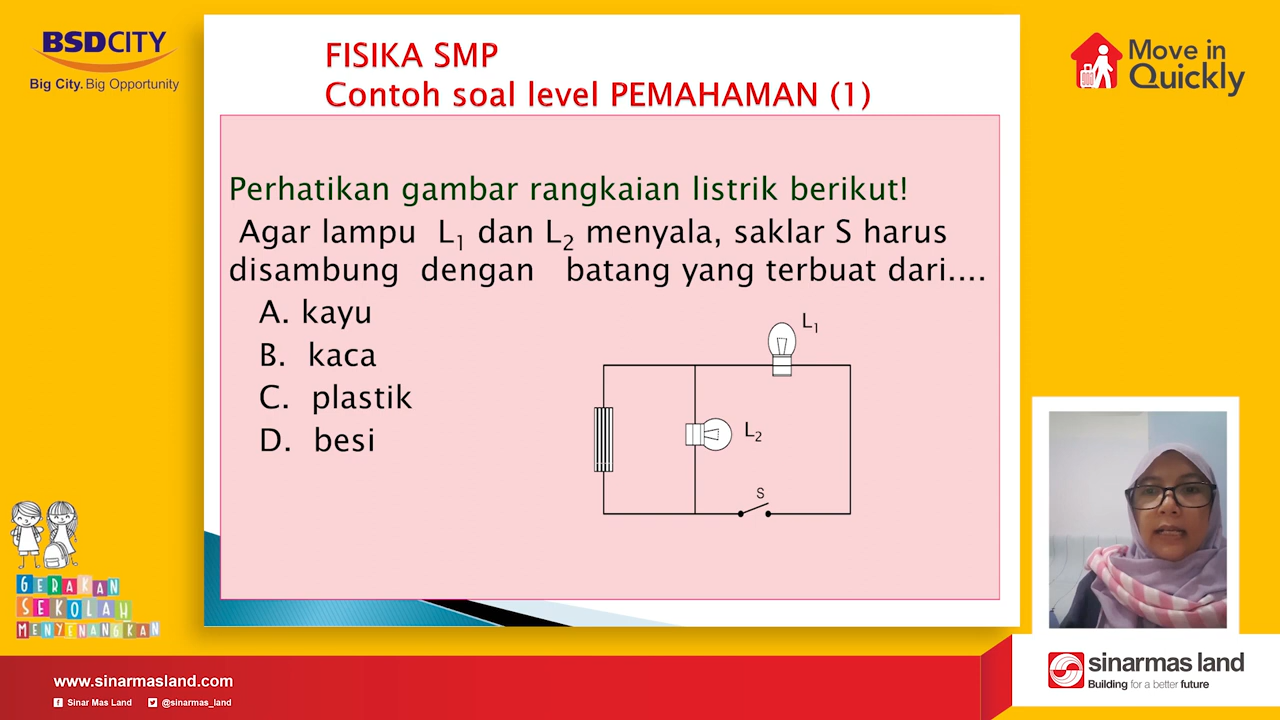 BSDCITY
Big City. Big Opportunity
FISIKA SMP
Contoh soal level PEMAHAMAN (1)
Move in
Quickly
Perhatikan gambar rangkaian listrik berikut!
Agar lampu L1 dan L2 menyala, saklar S harus
disambung dengan batang yang terbuat dari....
A. kayu
B. kaca
C. plastik
D. besi
L1
L2
S
GERAKAN
SEKOLAH
MENYENANGKAN
www.sinarmasland.com
Sinar Mas Land @sinarmas_land
sinarmas land
Building for a better future